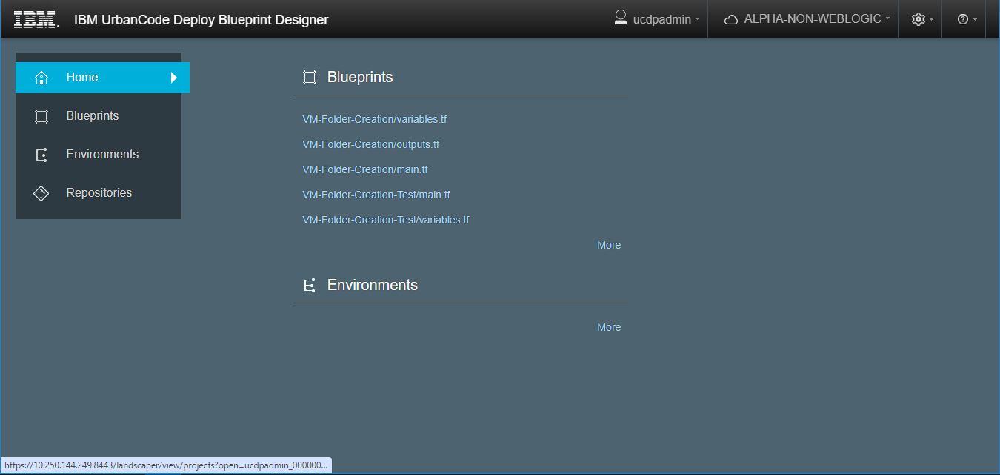 IBM. IBM UrbanCode Deploy Blueprint Designer ucdpadmin ALPHA-NON-WEBLOGIC
Home
Blueprints
Environments
Repositories
Blueprints
VM-Folder-Creation/variables.tf
VM-Folder-Creation/outputs.tf
VM-Folder-Creation/main.tf
VM-Folder-Creation-Test/main.tf
VM-Folder-Creation-Test/variables.tf
More
Environments
More
https://10.250.144.249:8443/landscaper/view/projects?open=ucdpadmin_000000...